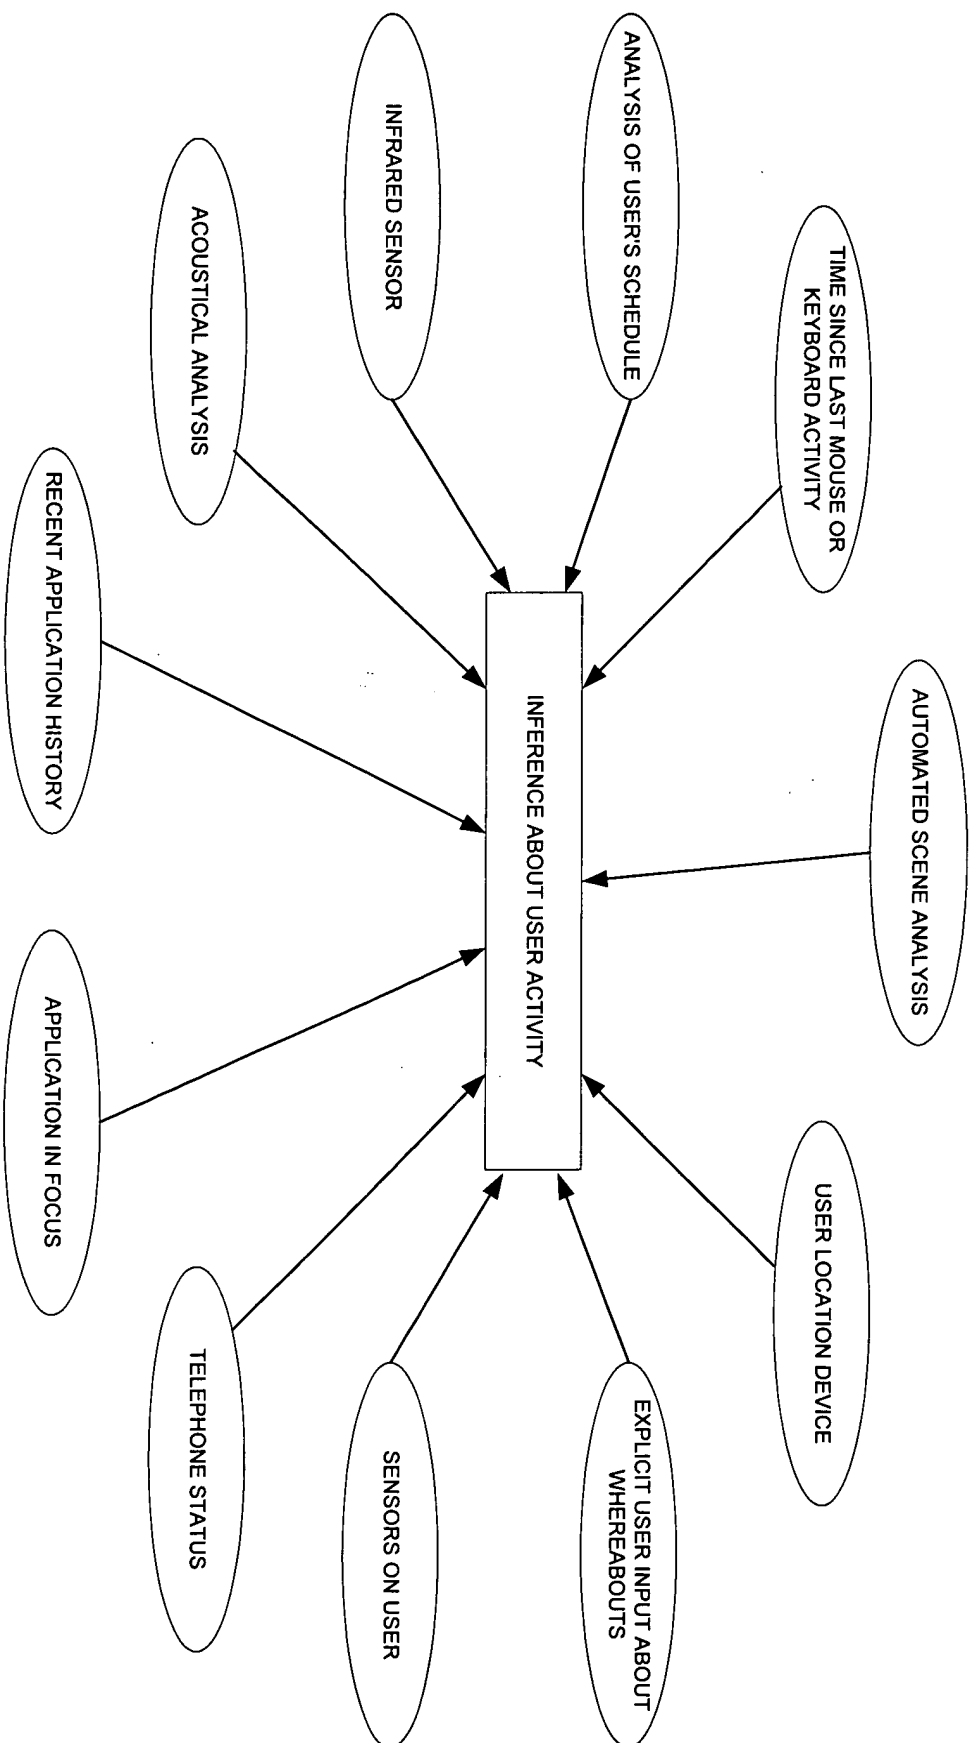 AUTOMATED SCENE ANALYSIS
TIME SINCE LAST MOUSE OR
KEYBOARD ACTIVITY
USER LOCATION DEVICE
ANALYSIS OF USER'S SCHEDULE
EXPLICIT USER INPUT ABOUT
WHEREABOUTS
INFERENCE ABOUT USER ACTIVITY
INFRARED SENSOR
SENSORS ON USER
ACOUSTICAL ANALYSIS
TELEPHONE STATUS
RECENT APPLICATION HISTORY
APPLICATION IN FOCUS